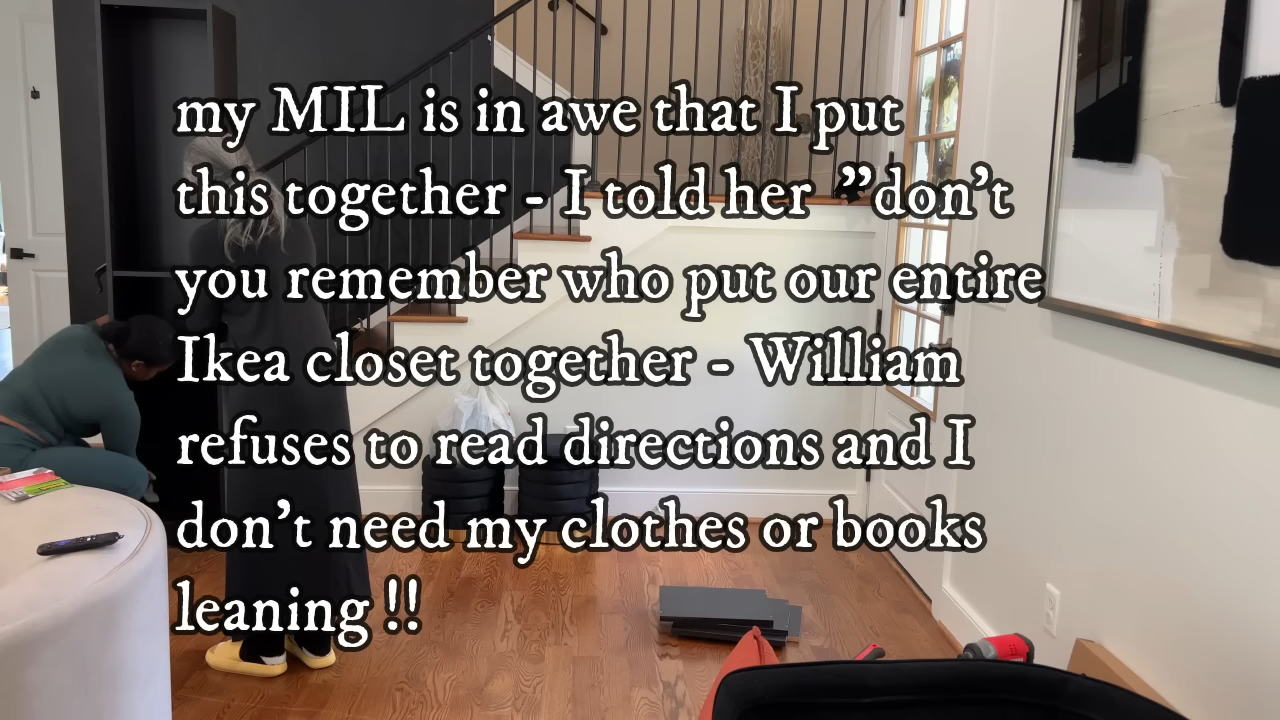 my MIL is in awe that I put
this together - I told her "don't
you remember who put our entire
Ikea closet together - William
refuses to read directions and I
don't need my clothes or books
leaning !!